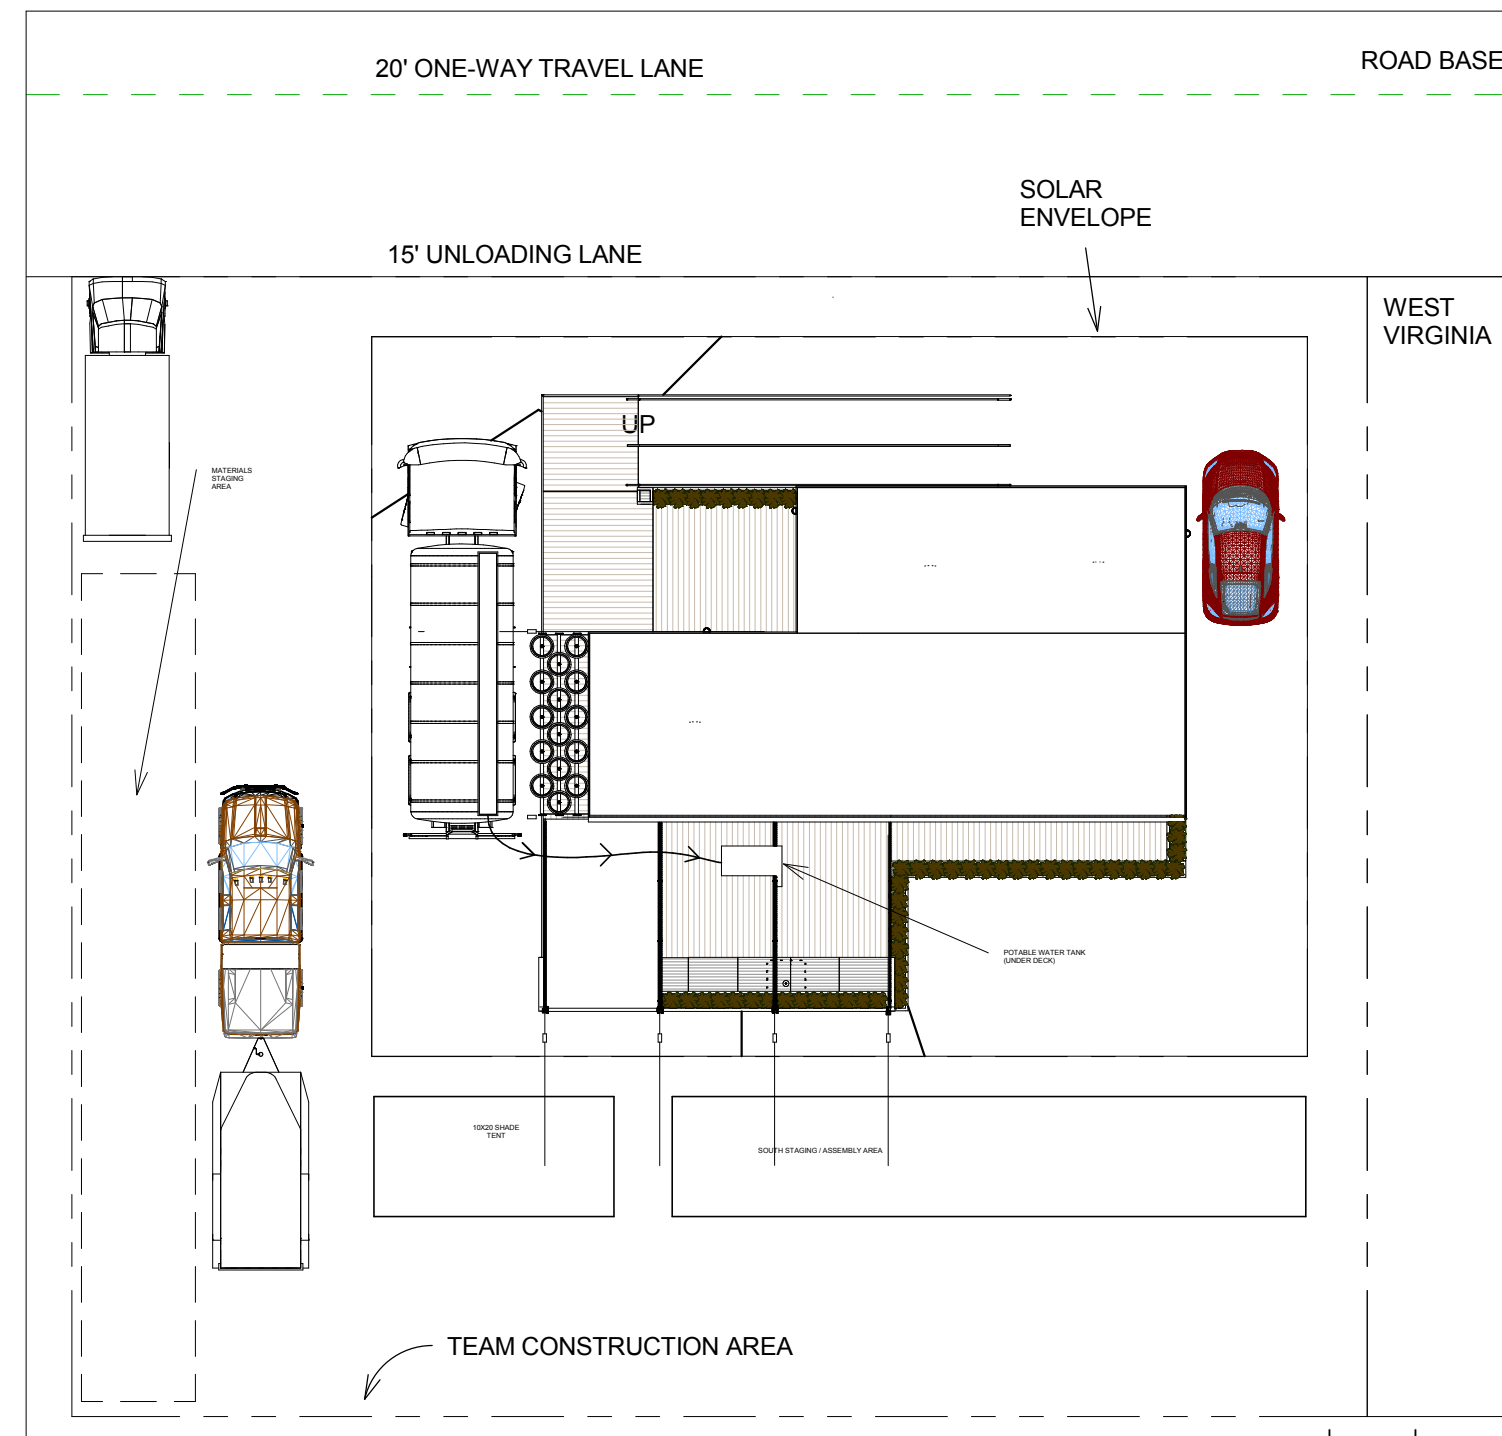 20' ONE-WAY TRAVEL LANE
ROAD BASE
SOLAR
ENVELOPE
15' UNLOADING LANE
WEST
VIRGINIA
UP
MATERIALS
STAGING
AREA
POTABLE WATER TANK
(UNDER DECK)
10X20 SHADE
TENT
SOUTH STAGING / ASSEMBLY AREA
TEAM CONSTRUCTION AREA